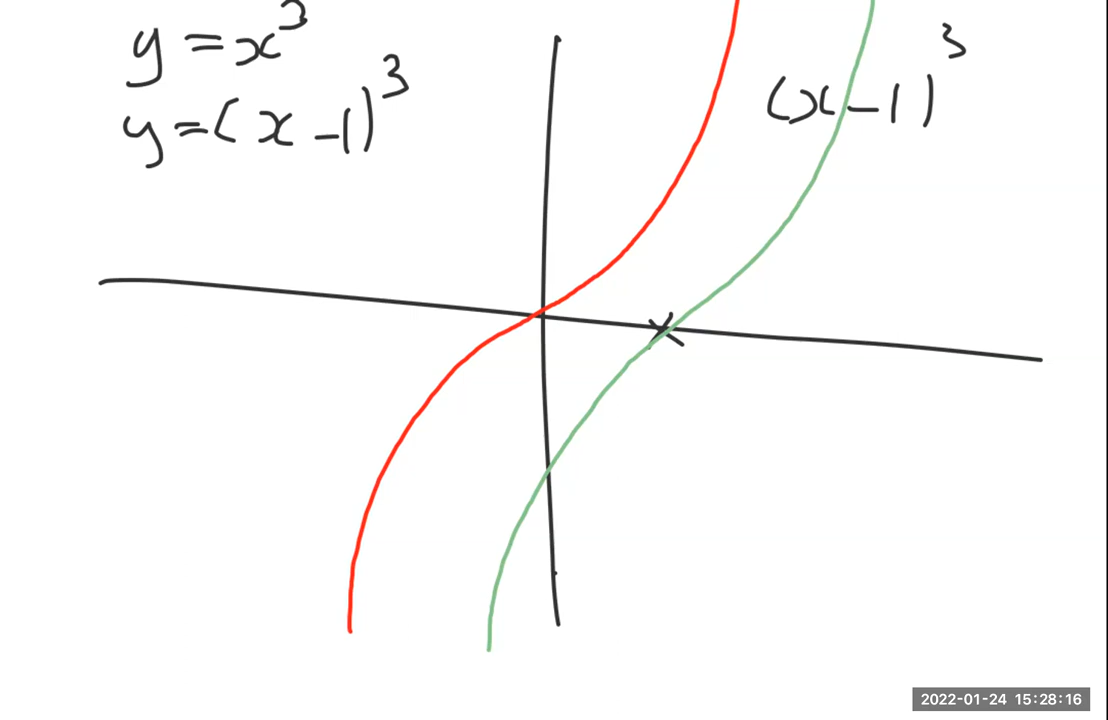 y = x³
y = (x - 1)³
(x - 1)³
2022-01-24 15:28:16